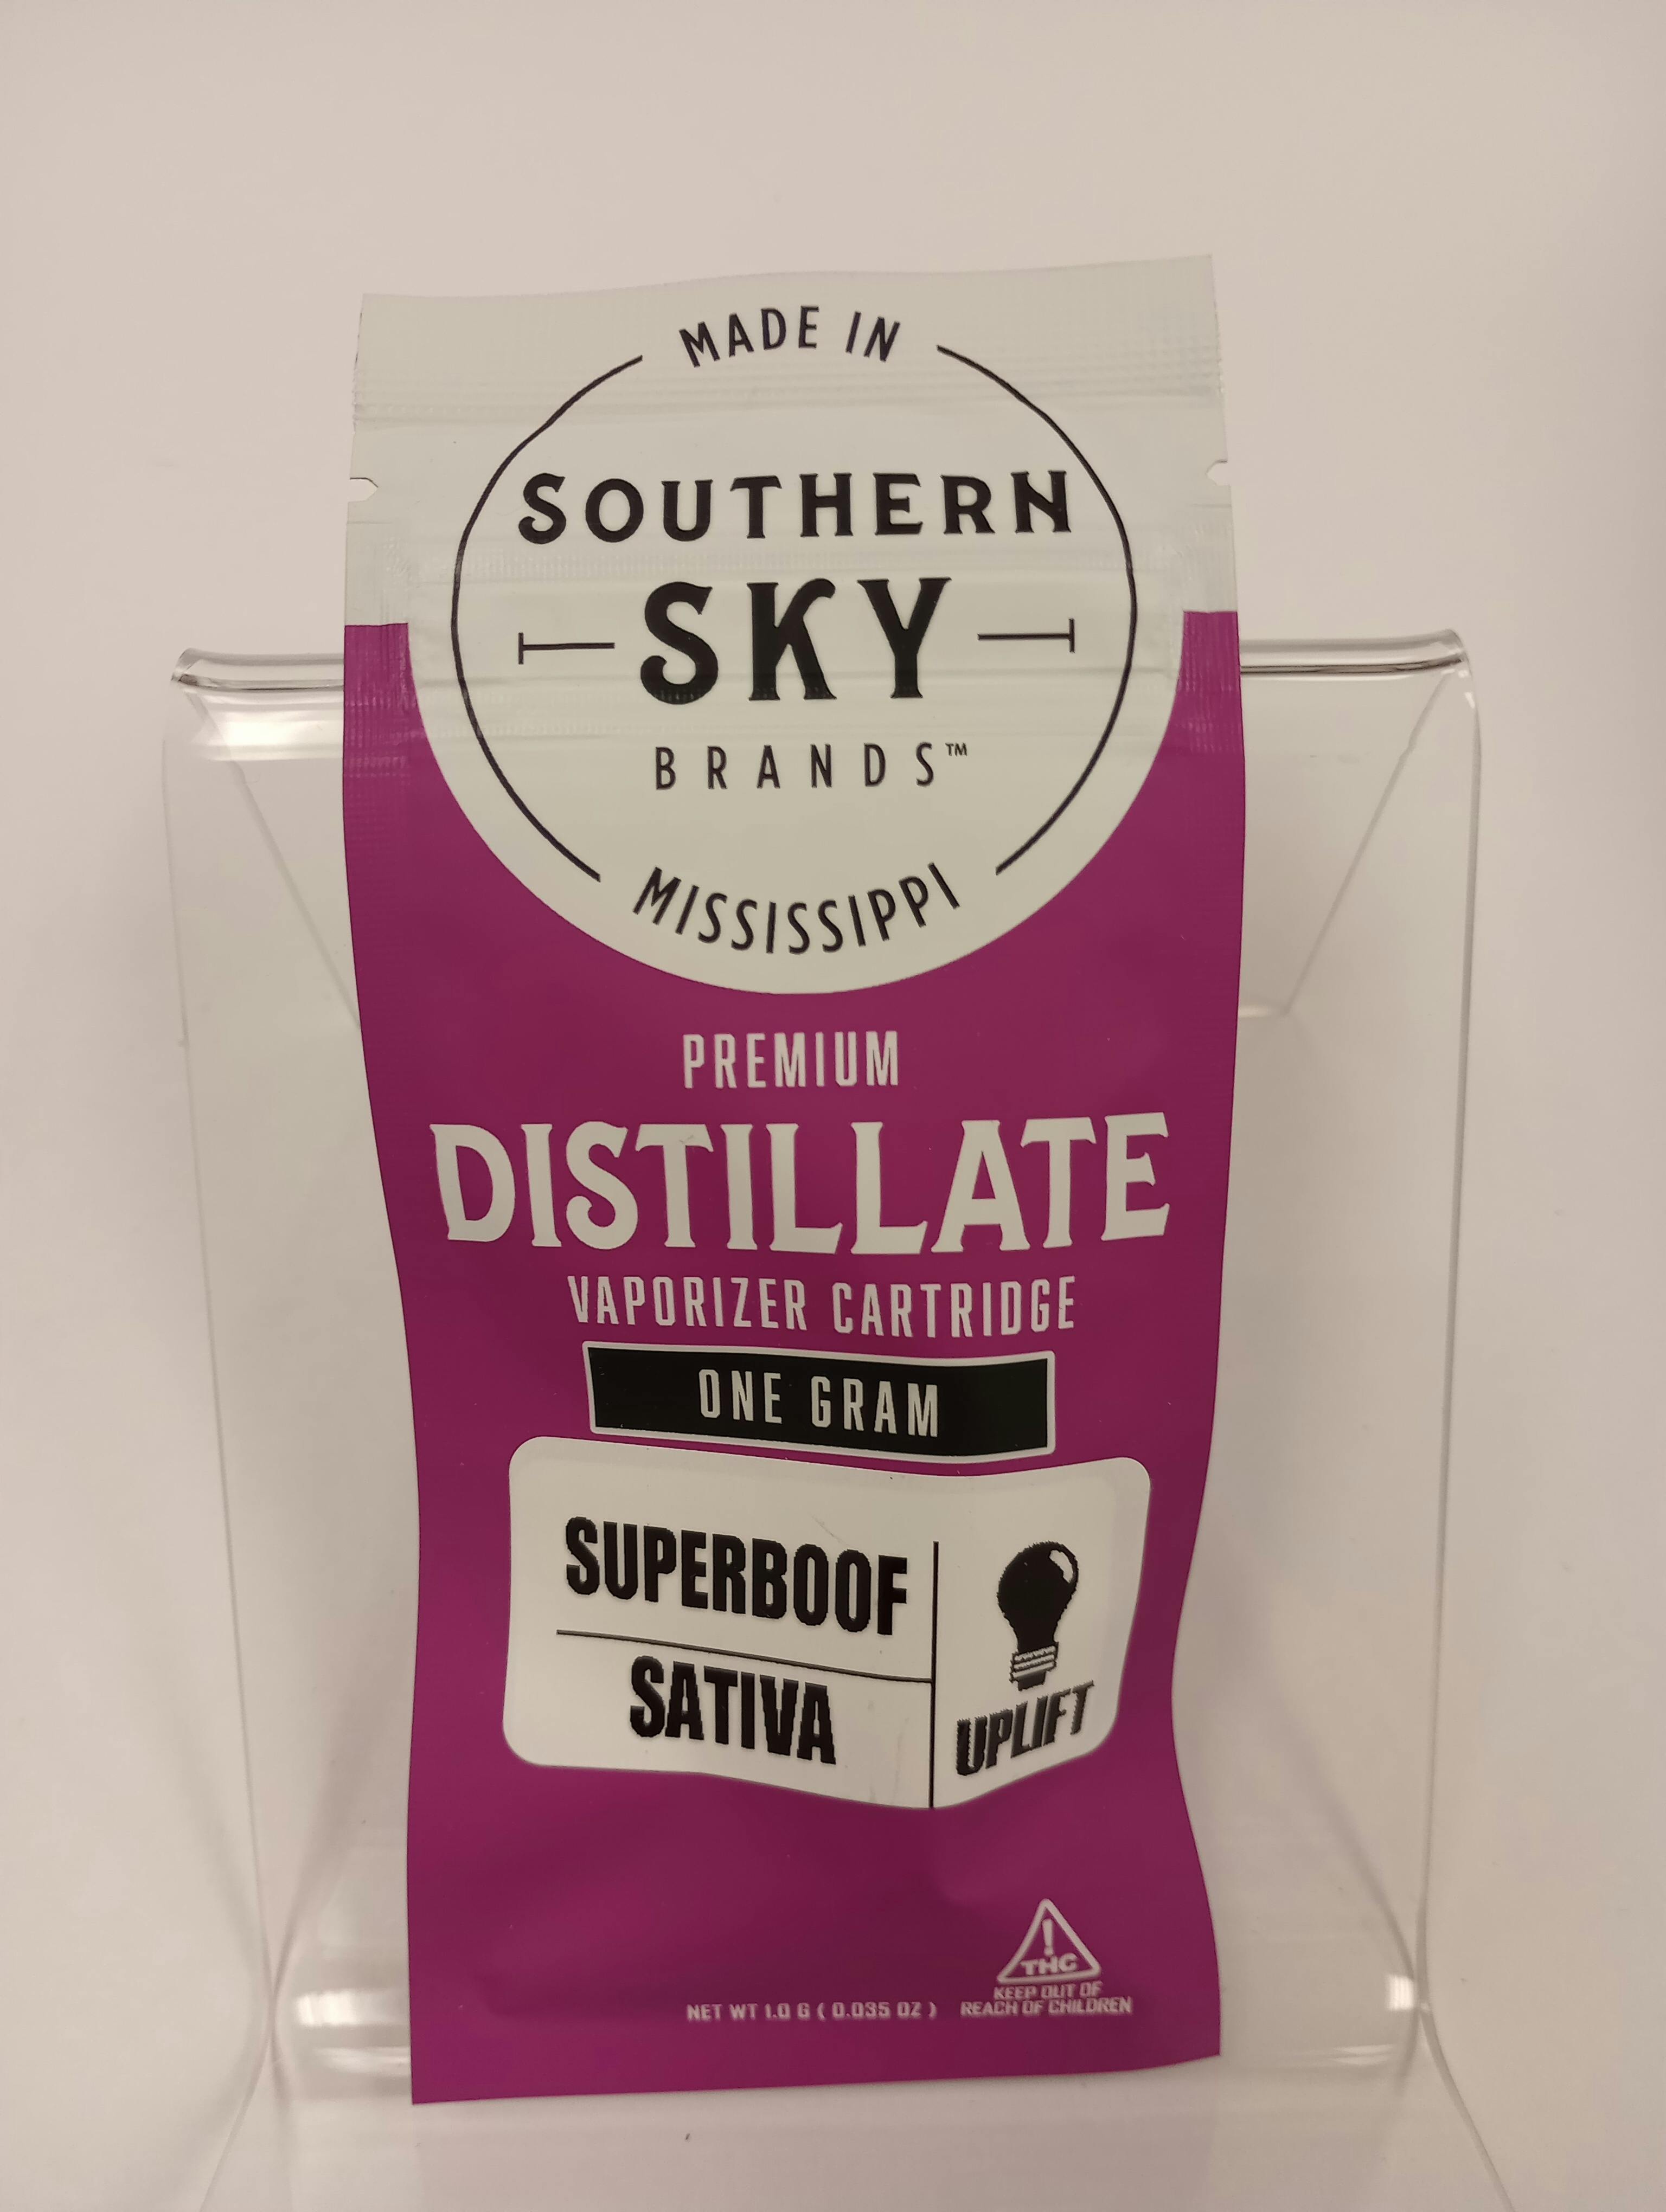 MADE IN
SOUTHERN
SKY
BRANDS™
MISSISSIPPI
PREMIUM
DISTILLATE
VAPORIZER CARTRIDGE
ONE GRAM
SUPERBOOF
SATIVA
UPLIFT
THC
NET WT 1.0 G ( 0.035 OZ )
KEEP OUT OF
REACH OF CHILDREN